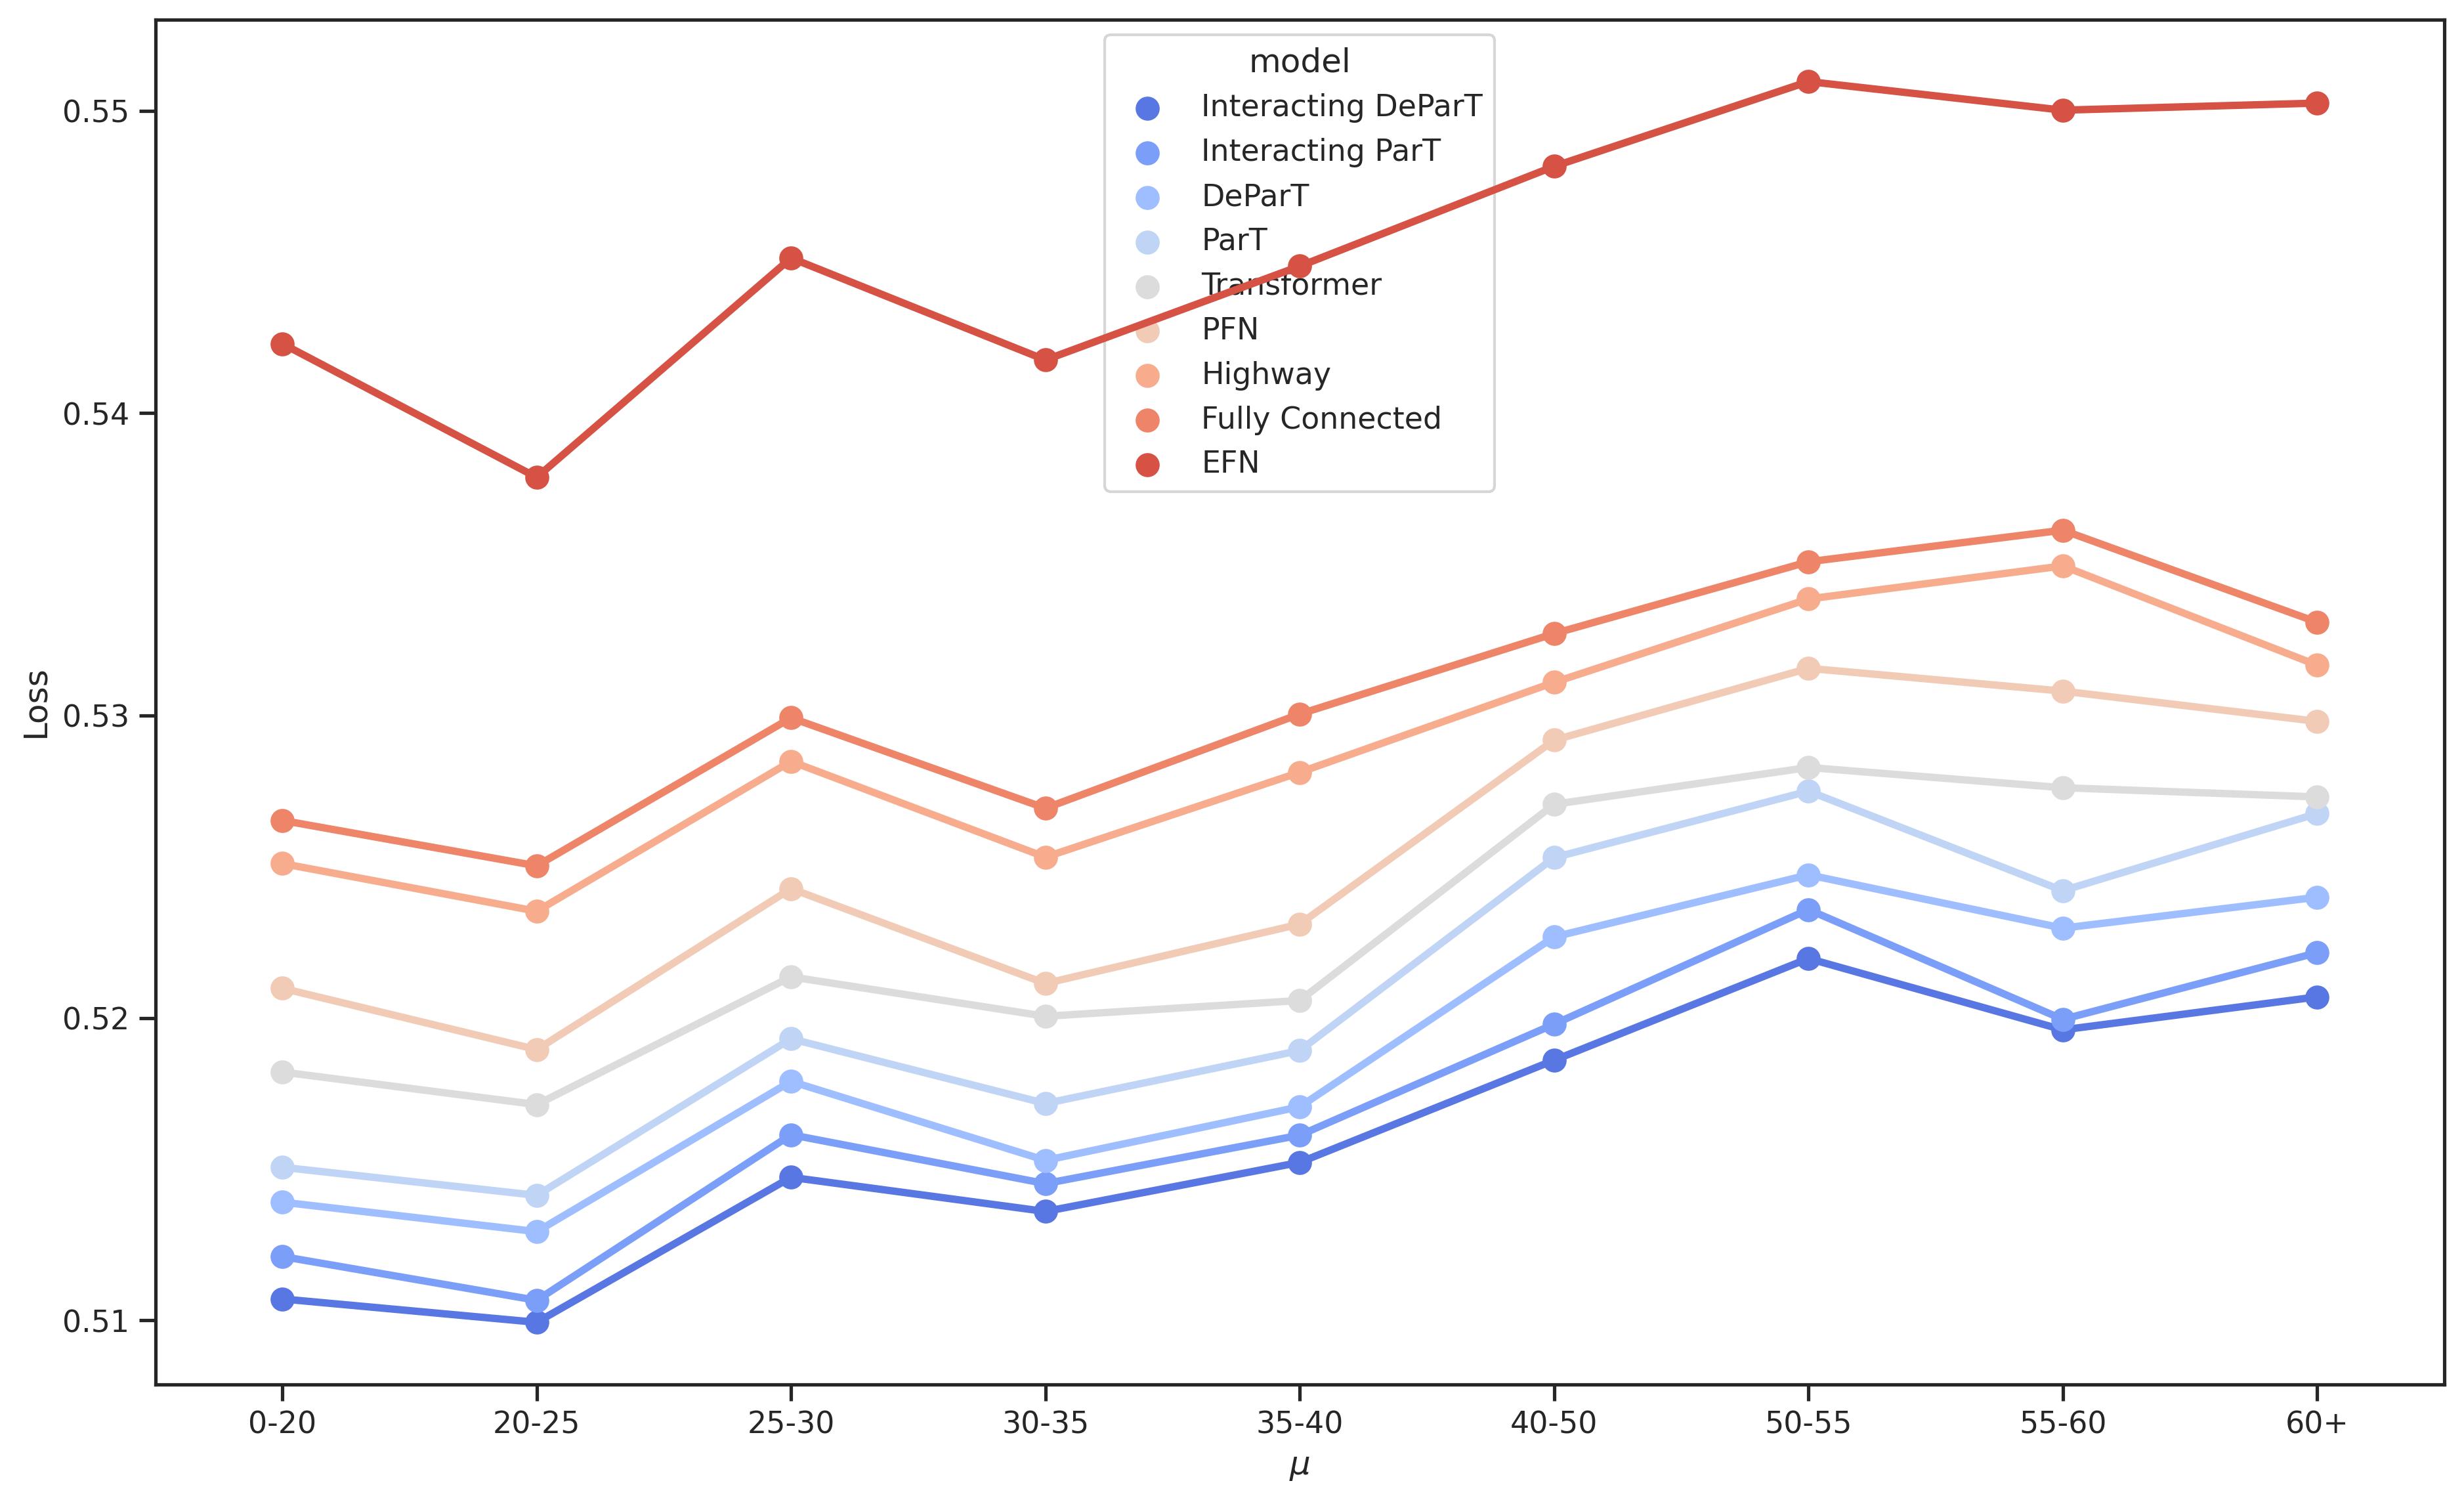 model
Interacting DeParT
Interacting ParT
DeParT
ParT
Transformer
PFN
Highway
Fully Connected
EFN
0.55
0.54
0.53
0.52
0.51
Loss
0-20 20-25 25-30 30-35 35-40 40-50 50-55 55-60 60+
μ